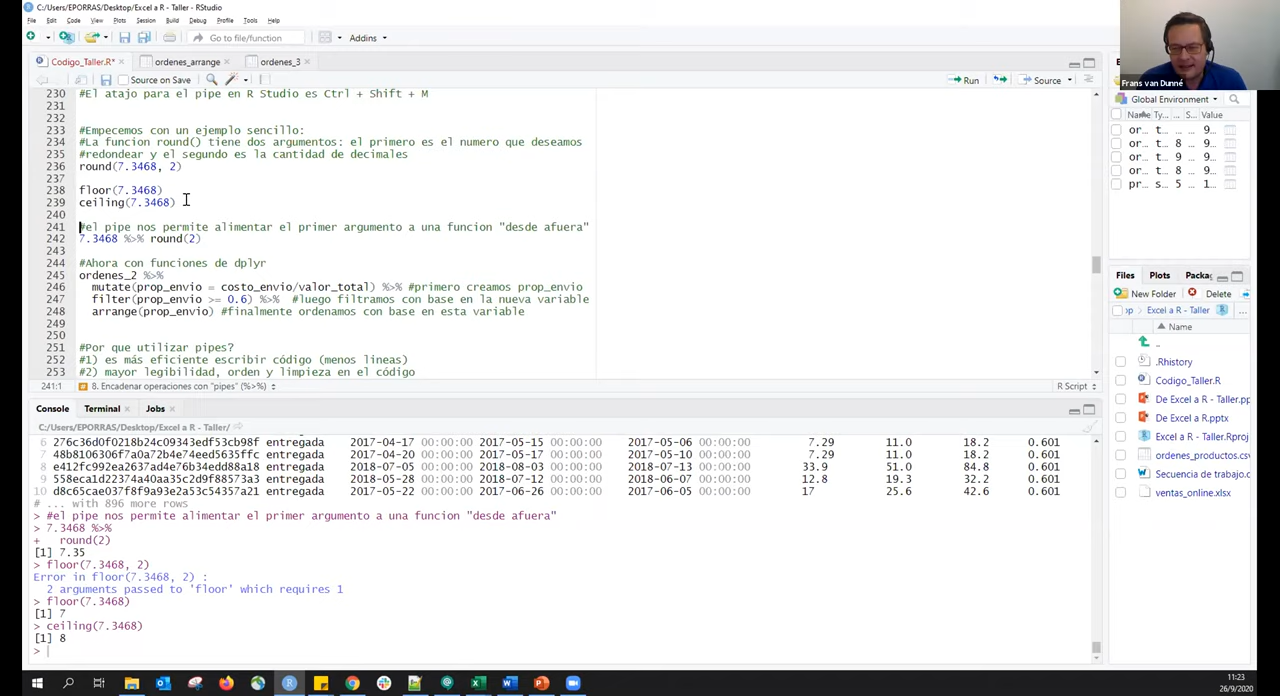 C:/Users/EPORRAS/Desktop/Excel a R - Taller - RStudio
File Edit Code View Plots Session Build Debug Profile Tools Help
Go to file/function
Addins
Codigo_Taller.R*
ordenes_arrange
ordenes_3
Source on Save
Run
Source
230 #El atajo para el pipe en R Studio es Ctrl + Shift + M
231
232
233 #Empecemos con un ejemplo sencillo:
234 #La funcion round() tiene dos argumentos: el primero es el numero que deseamos
235 #redondear y el segundo es la cantidad de decimales
236 round(7.3468, 2)
237
238 floor(7.3468)
239 ceiling(7.3468)
240
241 #el pipe nos permite alimentar el primer argumento a una funcion "desde afuera"
242 7.3468 %>% round(2)
243
244 #Ahora con funciones de dplyr
245 ordenes_2 %>%
246 mutate(prop_envio = costo_envio/valor_total) %>% #primero creamos prop_envio
247 filter(prop_envio >= 0.6) %>% #luego filtramos con base en la nueva variable
248 arrange(prop_envio) #finalmente ordenamos con base en esta variable
249
250
251 #Por que utilizar pipes?
252 #1) es más eficiente escribir código (menos lineas)
253 #2) mayor legibilidad, orden y limpieza en el código
241:1
8. Encadenar operaciones con "pipes" (%>%)
R Script
Console Terminal Jobs
C:/Users/EPORRAS/Desktop/Excel a R - Taller/
6 276c36d0f0218b24c09343edf53cb98f entregada 2017-04-17 00:00:00 2017-05-15 00:00:00 2017-05-06 00:00:00 7.29 11.0 18.2 0.601
7 48b8106306f7a0a72b4e74eed5635ffc entregada 2017-04-20 00:00:00 2017-05-17 00:00:00 2017-05-10 00:00:00 7.29 11.0 18.2 0.601
8 e412fc992ea2637ad4e76b34edd88a18 entregada 2018-07-05 00:00:00 2018-08-03 00:00:00 2018-07-13 00:00:00 33.9 51.0 84.8 0.601
9 558eca1d22374a40aa35c2d9f88573a3 entregada 2018-05-28 00:00:00 2018-07-12 00:00:00 2018-06-07 00:00:00 12.8 19.3 32.2 0.601
10 d8c65cae037f8f9a93e2a53c54357a21 entregada 2017-05-22 00:00:00 2017-06-26 00:00:00 2017-06-05 00:00:00 17 25.6 42.6 0.601
# ... with 896 more rows
> #el pipe nos permite alimentar el primer argumento a una funcion "desde afuera"
> 7.3468 %>%
+ round(2)
[1] 7.35
> floor(7.3468, 2)
Error in floor(7.3468, 2) :
2 arguments passed to 'floor' which requires 1
> floor(7.3468)
[1] 7
> ceiling(7.3468)
[1] 8
>
Frans van Dunné
Global Environment
Name Ty... ... S... Value
or... t... 9...
or... t... 8 9...
or... t... 9 9...
or... t... 8 9...
pr... s... 5 1...
Files Plots Packag
New Folder Delete
op Excel a R - Taller ...
Name
..
.Rhistory
Codigo_Taller.R
De Excel a R - Taller.pp
De Excel a R.pptx
Excel a R - Taller.Rproj
ordenes_productos.csv
Secuencia de trabajo.d
ventas_online.xlsx
11:23
26/9/2020